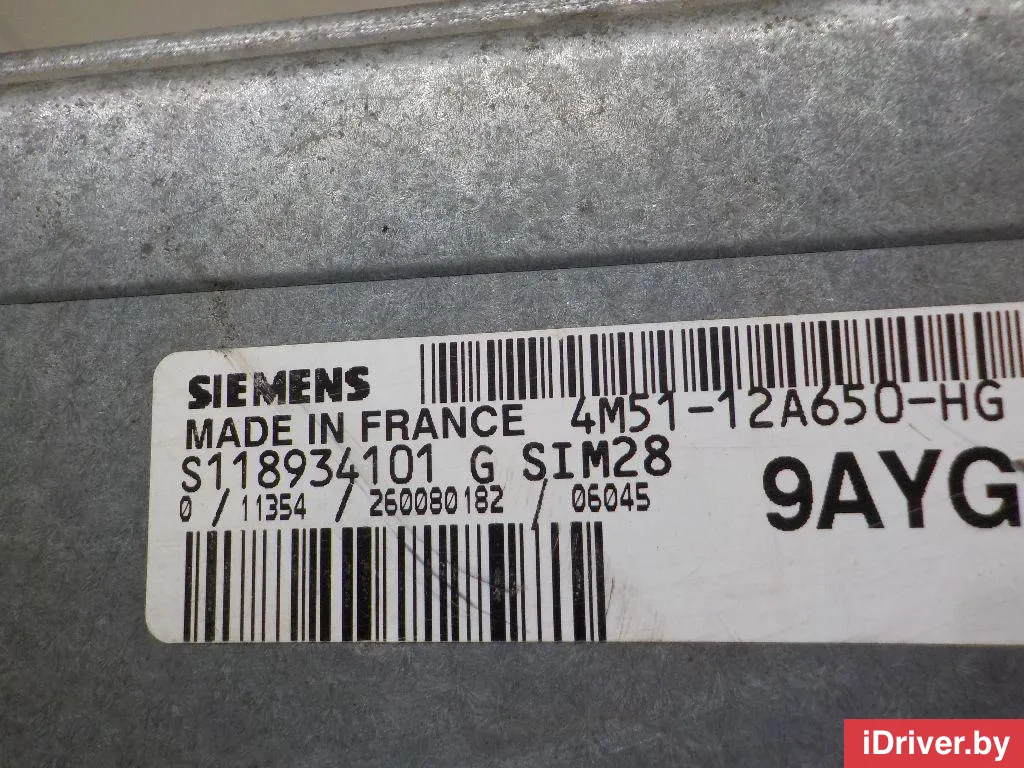 SIEMENS
MADE IN FRANCE 4M51-12A650-HG
S118934101 G SIM28
0 / 11354 / 260080182 / 06045
9AYG
iDriver.by